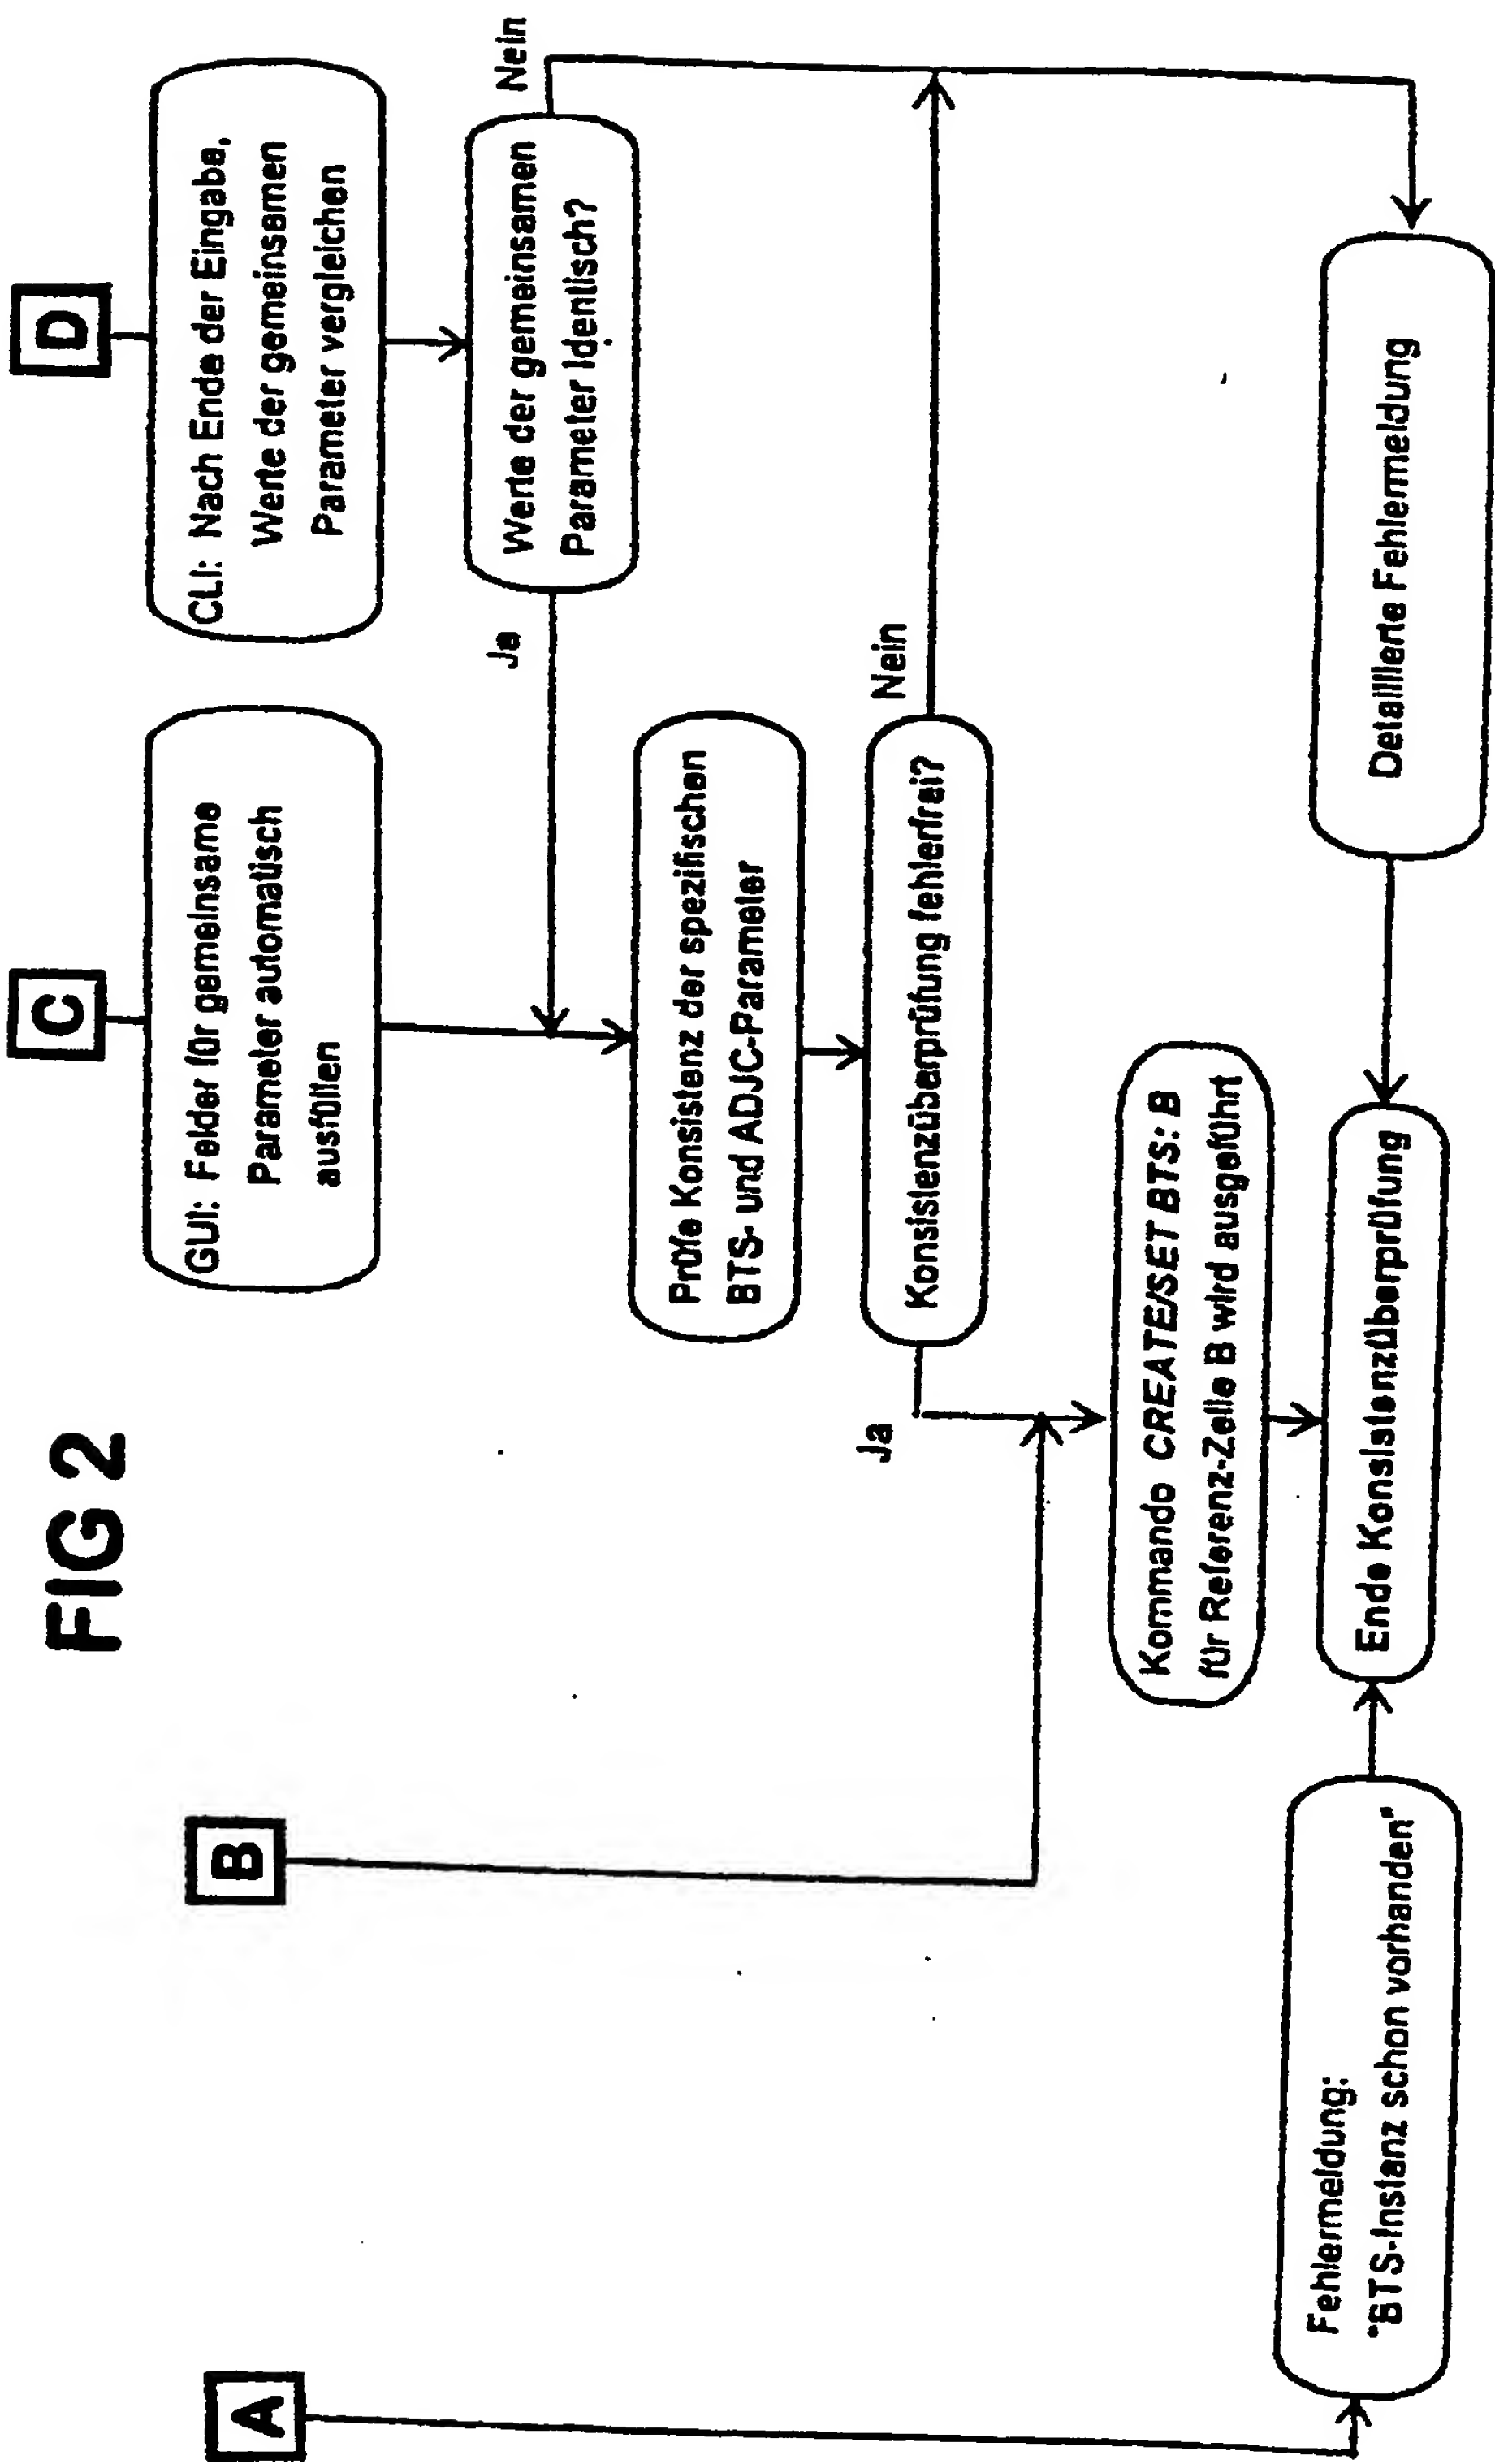 FIG 2
A
B
C
D
GUI: Felder für gemeinsame
Parameter automatisch
ausfüllen
CLI: Nach Ende der Eingabe,
Werte der gemeinsamen
Parameter vergleichen
Werte der gemeinsamen
Parameter Identisch?
Ja
Nein
Prüfe Konsistenz der spezifischen
BTS- und ADJC-Parameter
Konsistenzüberprüfung fehlerfrei?
Ja
Nein
Kommando CREATE/SET BTS: B
für Referenz-Zelle B wird ausgeführt
Fehlermeldung:
"BTS-Instanz schon vorhanden"
Ende Konsistenzüberprüfung
Detaillierte Fehlermeldung